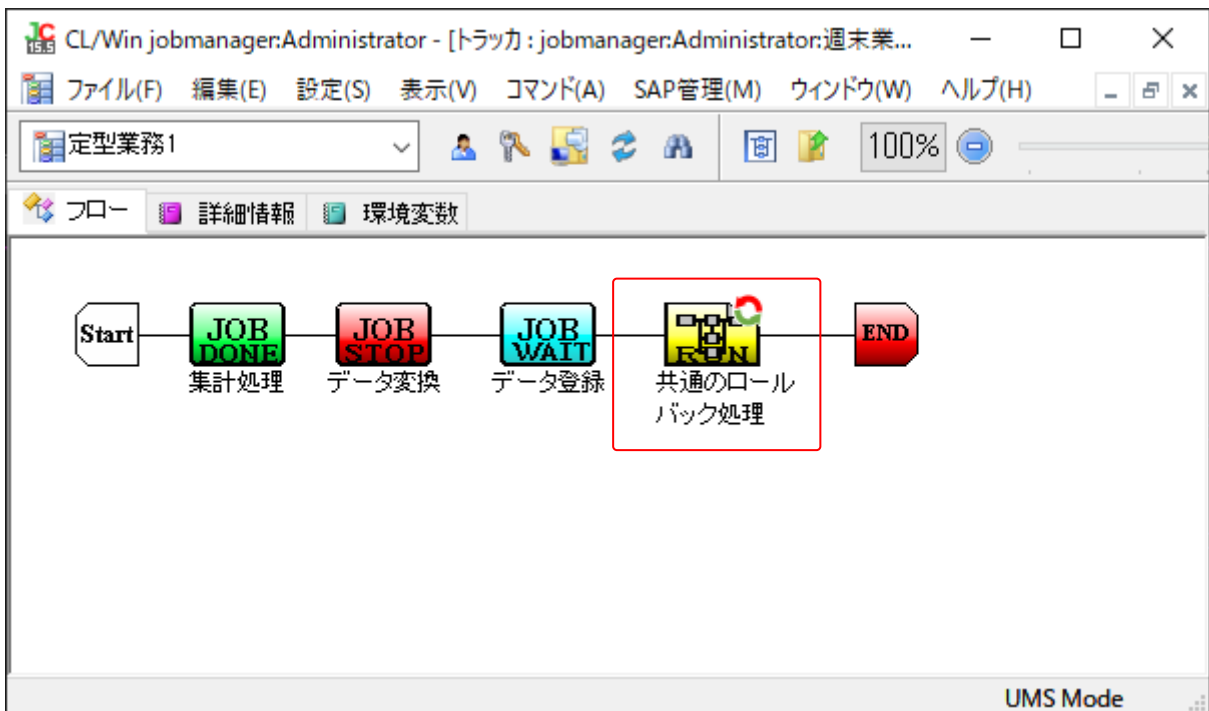 JC
15.5
CL/Win jobmanager:Administrator - [トラッカ : jobmanager:Administrator:週末業...
ファイル(F) 編集(E) 設定(S) 表示(V) コマンド(A) SAP管理(M) ウィンドウ(W) ヘルプ(H)
定型業務1
100%
フロー 詳細情報 環境変数
Start
JOB
DONE
集計処理
JOB
STOP
データ変換
JOB
WAIT
データ登録
RUN
共通のロール
バック処理
END
UMS Mode